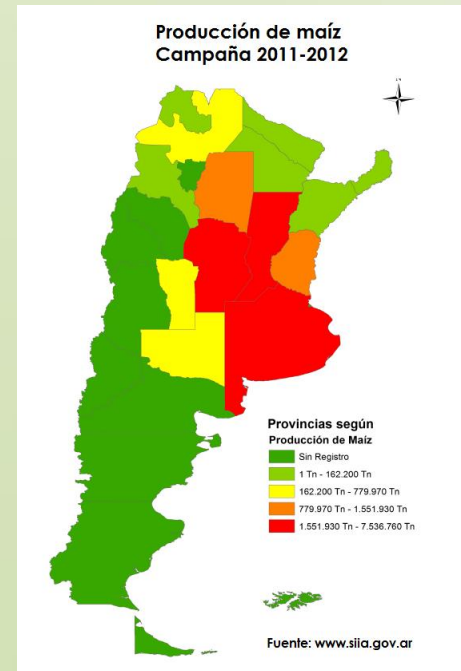 Producción de maíz
Campaña 2011-2012
Provincias según
Producción de Maíz
Sin Registro
1 Tn - 162.200 Tn
162.200 Tn - 779.970 Tn
779.970 Tn - 1.551.930 Tn
1.551.930 Tn - 7.536.760 Tn
Fuente: www.siia.gov.ar